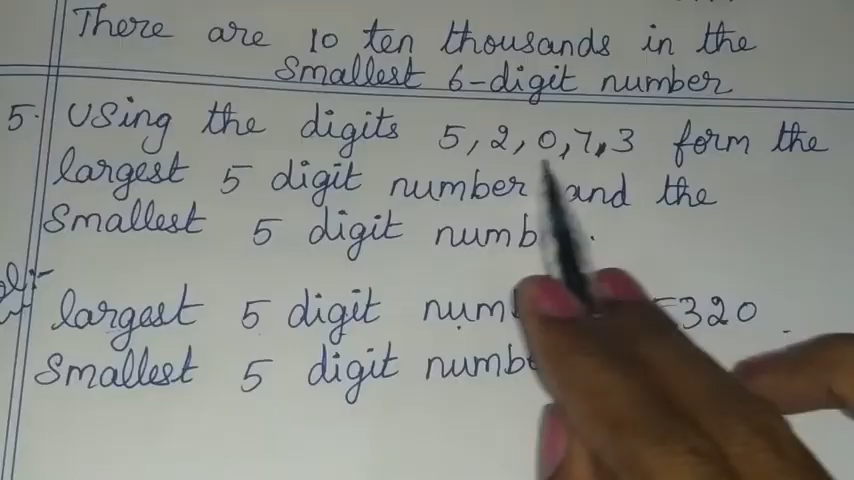 There are 10 ten thousands in the
Smallest 6-digit number
5. Using the digits 5, 2, 0, 7, 3 form the
largest 5 digit number and the
Smallest 5 digit
largest 5 digit 5320
Smallest 5 digit